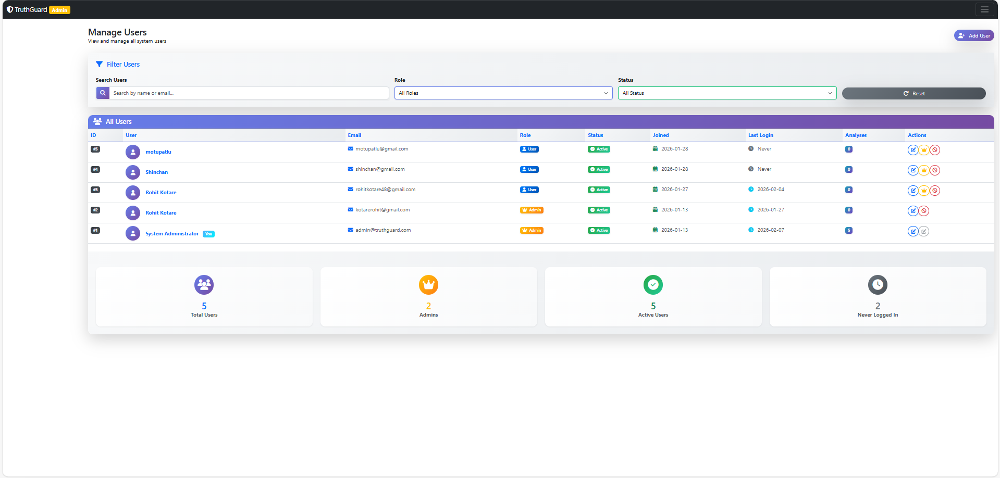 TruthGuard Admin
Manage Users
View and manage all system users
Add User
Filter Users
Search Users Role Status
Search by name or email... All Roles All Status Reset
All Users
ID User Email Role Status Joined Last Login Analyses Actions
#5 motupatlu motupatlu@gmail.com User Active 2026-01-28 Never 0
#4 Shinchan shinchan@gmail.com User Active 2026-01-28 Never 0
#3 Rohit Kotare rohitkotare48@gmail.com User Active 2026-01-27 2026-02-04 0
#2 Rohit Kotare kotarerohit@gmail.com Admin Active 2026-01-13 2026-01-27 0
#1 System Administrator You admin@truthguard.com Admin Active 2026-01-13 2026-02-07 5
5 2 5 2
Total Users Admins Active Users Never Logged In